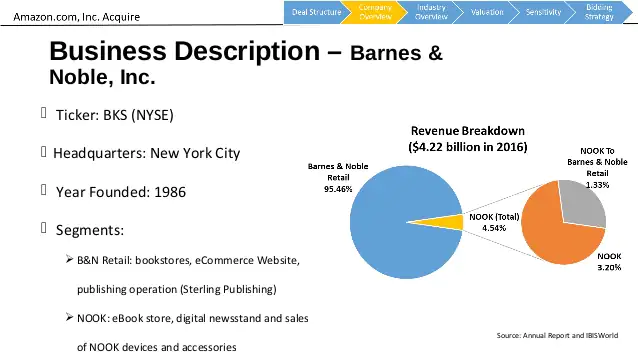 Amazon.com, Inc. Acquire
Deal Structure
Company
Overview
Industry
Overview
Valuation
Sensitivity
Bidding
Strategy
Business Description – Barnes &
Noble, Inc.
Ticker: BKS (NYSE)
Headquarters: New York City
Year Founded: 1986
Segments:
B&N Retail: bookstores, eCommerce Website,
publishing operation (Sterling Publishing)
NOOK: eBook store, digital newsstand and sales
of NOOK devices and accessories
Revenue Breakdown
($4.22 billion in 2016)
Barnes & Noble
Retail
95.46%
NOOK (Total)
4.54%
NOOK To
Barnes & Noble
Retail
1.33%
NOOK
3.20%
Source: Annual Report and IBISWorld